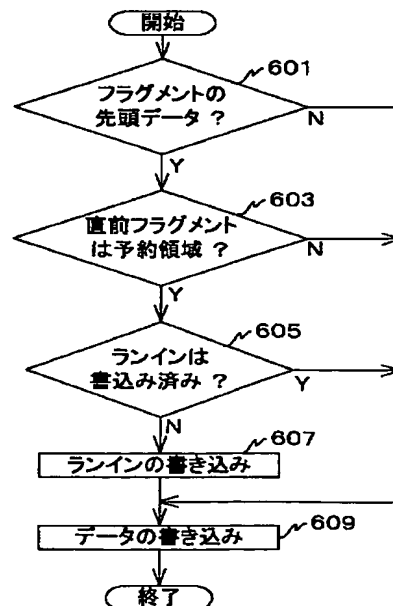 開始
601
フラグメントの
先頭データ ?
N
Y
603
直前フラグメント
は予約領域 ?
N
Y
605
ランインは
書込み済み ?
Y
N
607
ランインの書き込み
609
データの書き込み
終了